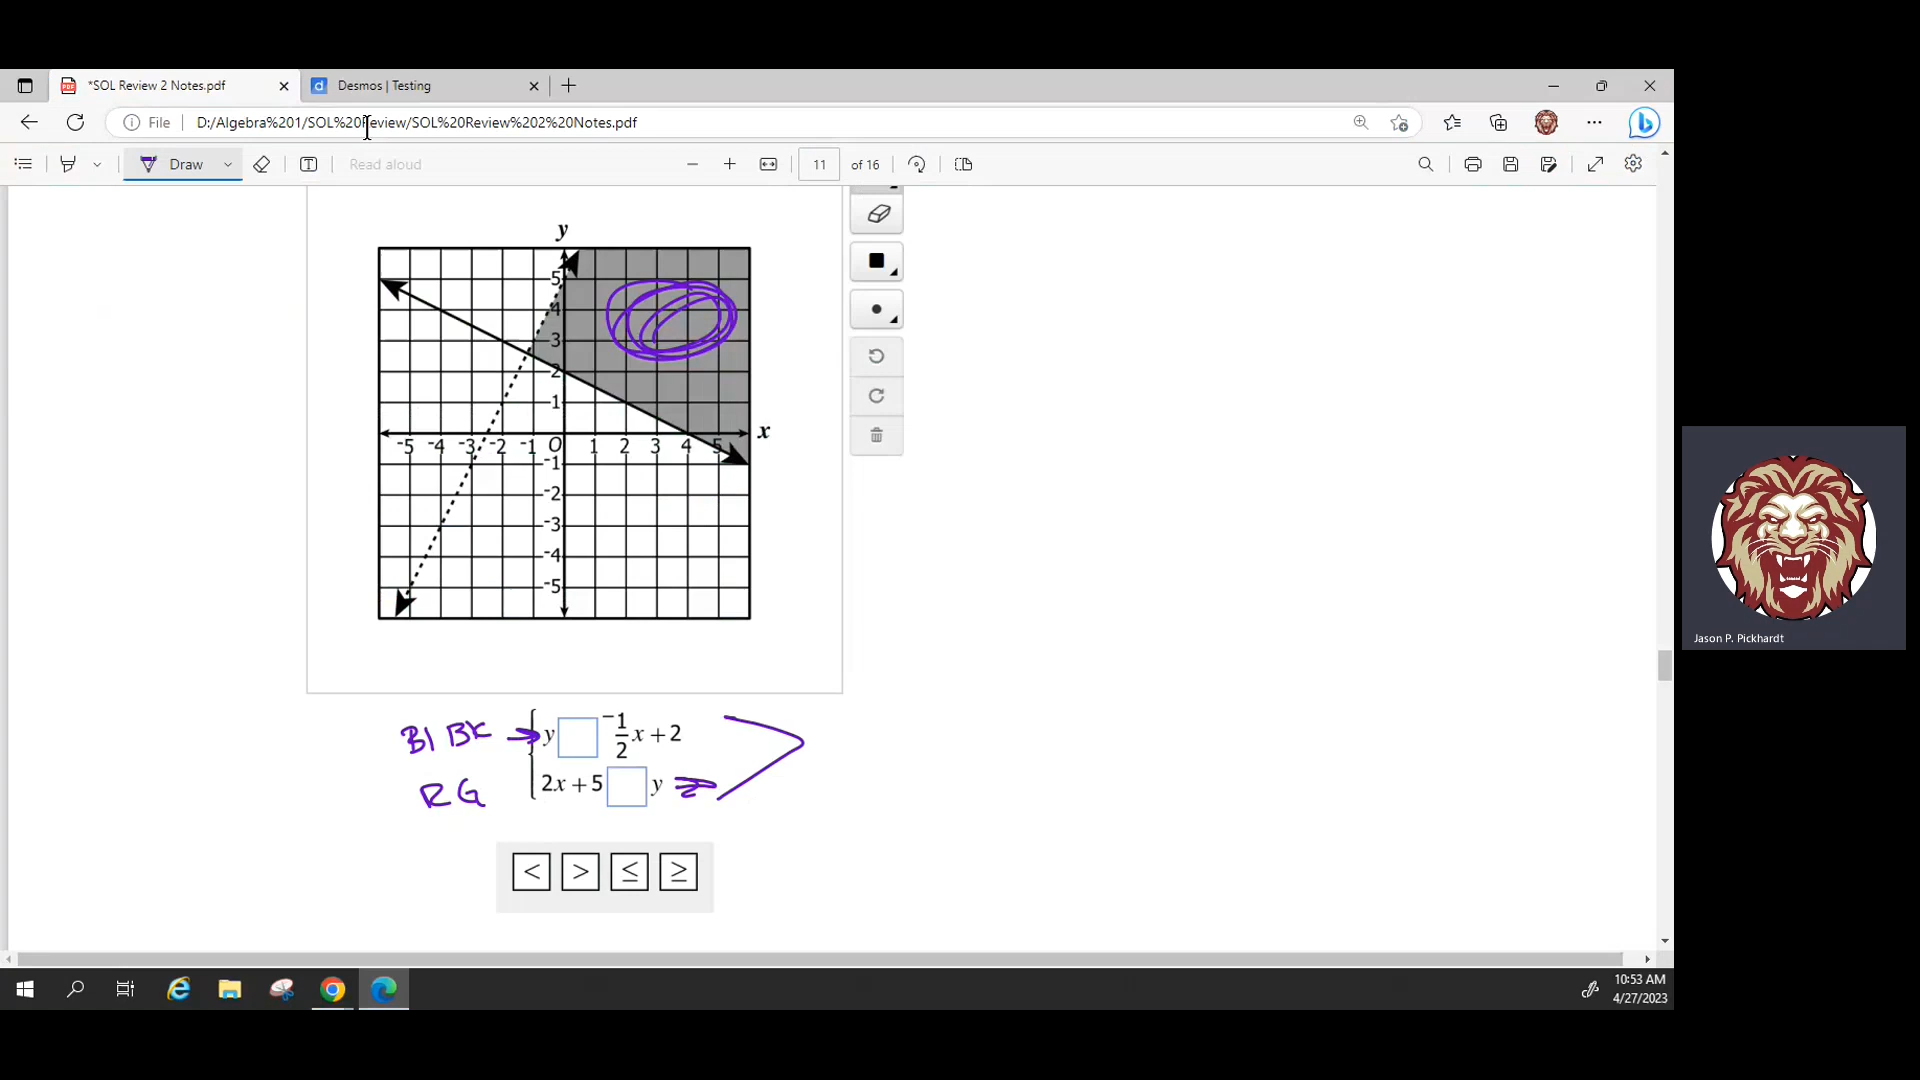 *SOL Review 2 Notes.pdf
Desmos | Testing
File D:/Algebra%201/SOL%20Review/SOL%20Review%202%20Notes.pdf
Draw Read aloud 11 of 16
y
5
4
3
2
1
x
-5 -4 -3 -2 -1 O 1 2 3 4 5
-1
-2
-3
-4
-5
BI BK → y □ ⁻1/2 x + 2
RG 2x + 5 □ y
< > ≤ ≥
Jason P. Pickhardt
10:53 AM
4/27/2023